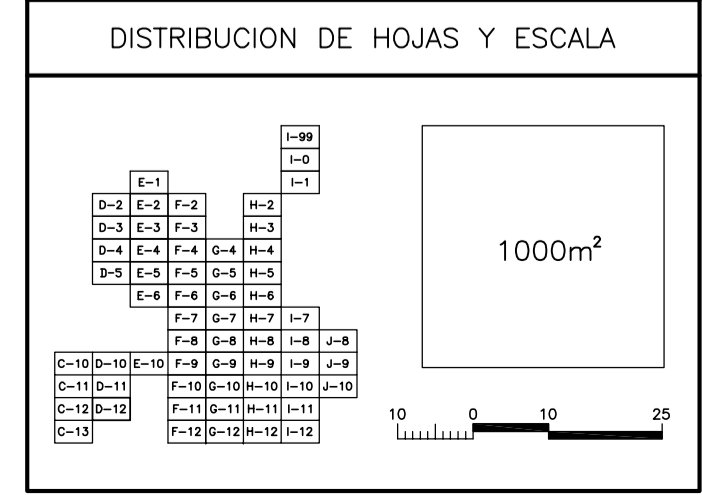 DISTRIBUCION DE HOJAS Y ESCALA
I-99
I-0
E-1 I-1
D-2 E-2 F-2 H-2
D-3 E-3 F-3 H-3
D-4 E-4 F-4 G-4 H-4
D-5 E-5 F-5 G-5 H-5
E-6 F-6 G-6 H-6
F-7 G-7 H-7 I-7
F-8 G-8 H-8 I-8 J-8
C-10 D-10 E-10 F-9 G-9 H-9 I-9 J-9
C-11 D-11 F-10 G-10 H-10 I-10 J-10
C-12 D-12 F-11 G-11 H-11 I-11
C-13 F-12 G-12 H-12 I-12
1000m²
10 0 10 25